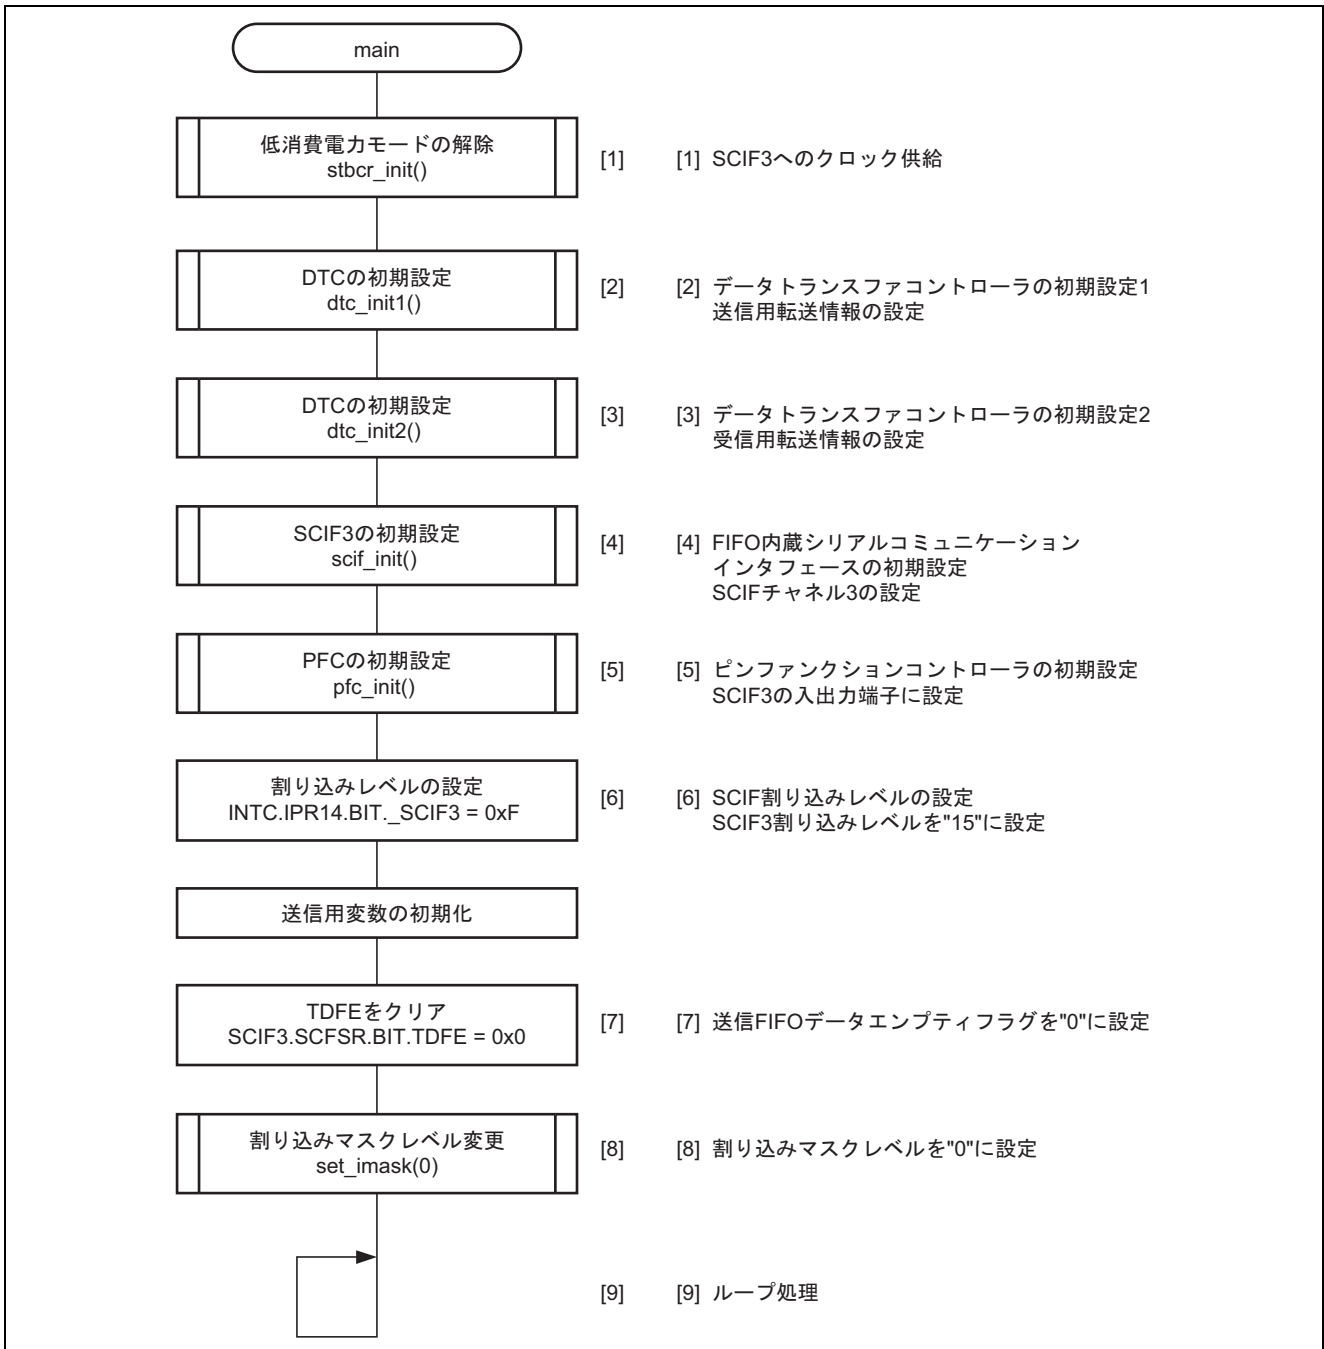 main
低消費電力モードの解除
stbcr_init()
[1]
[1] SCIF3へのクロック供給
DTCの初期設定
dtc_init1()
[2]
[2] データトランスファコントローラの初期設定1
送信用転送情報の設定
DTCの初期設定
dtc_init2()
[3]
[3] データトランスファコントローラの初期設定2
受信用転送情報の設定
SCIF3の初期設定
scif_init()
[4]
[4] FIFO内蔵シリアルコミュニケーション
インタフェースの初期設定
SCIFチャネル3の設定
PFCの初期設定
pfc_init()
[5]
[5] ピンファンクションコントローラの初期設定
SCIF3の入出力端子に設定
割り込みレベルの設定
INTC.IPR14.BIT._SCIF3 = 0xF
[6]
[6] SCIF割り込みレベルの設定
SCIF3割り込みレベルを"15"に設定
送信用変数の初期化
TDFEをクリア
SCIF3.SCFSR.BIT.TDFE = 0x0
[7]
[7] 送信FIFOデータエンプティフラグを"0"に設定
割り込みマスクレベル変更
set_imask(0)
[8]
[8] 割り込みマスクレベルを"0"に設定
[9]
[9] ループ処理